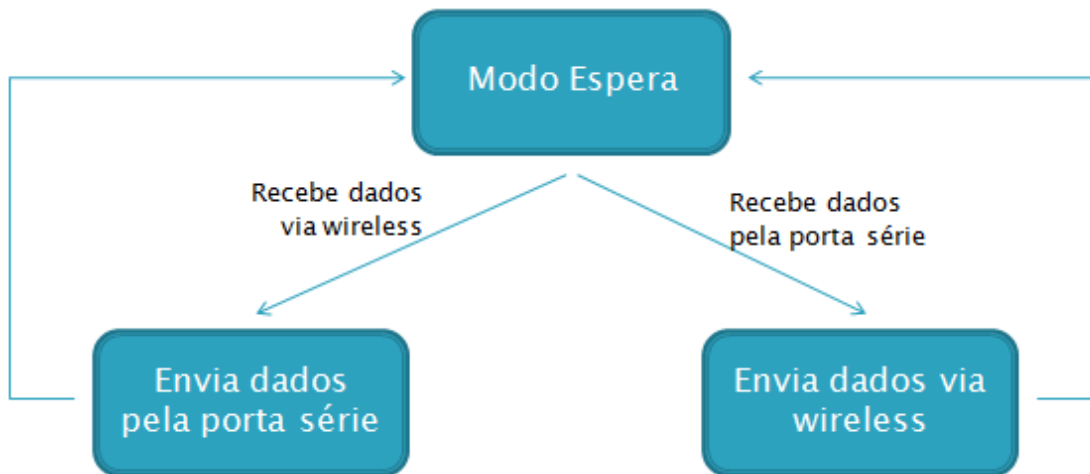 Modo Espera
Recebe dados
via wireless
Recebe dados
pela porta série
Envia dados
pela porta série
Envia dados via
wireless